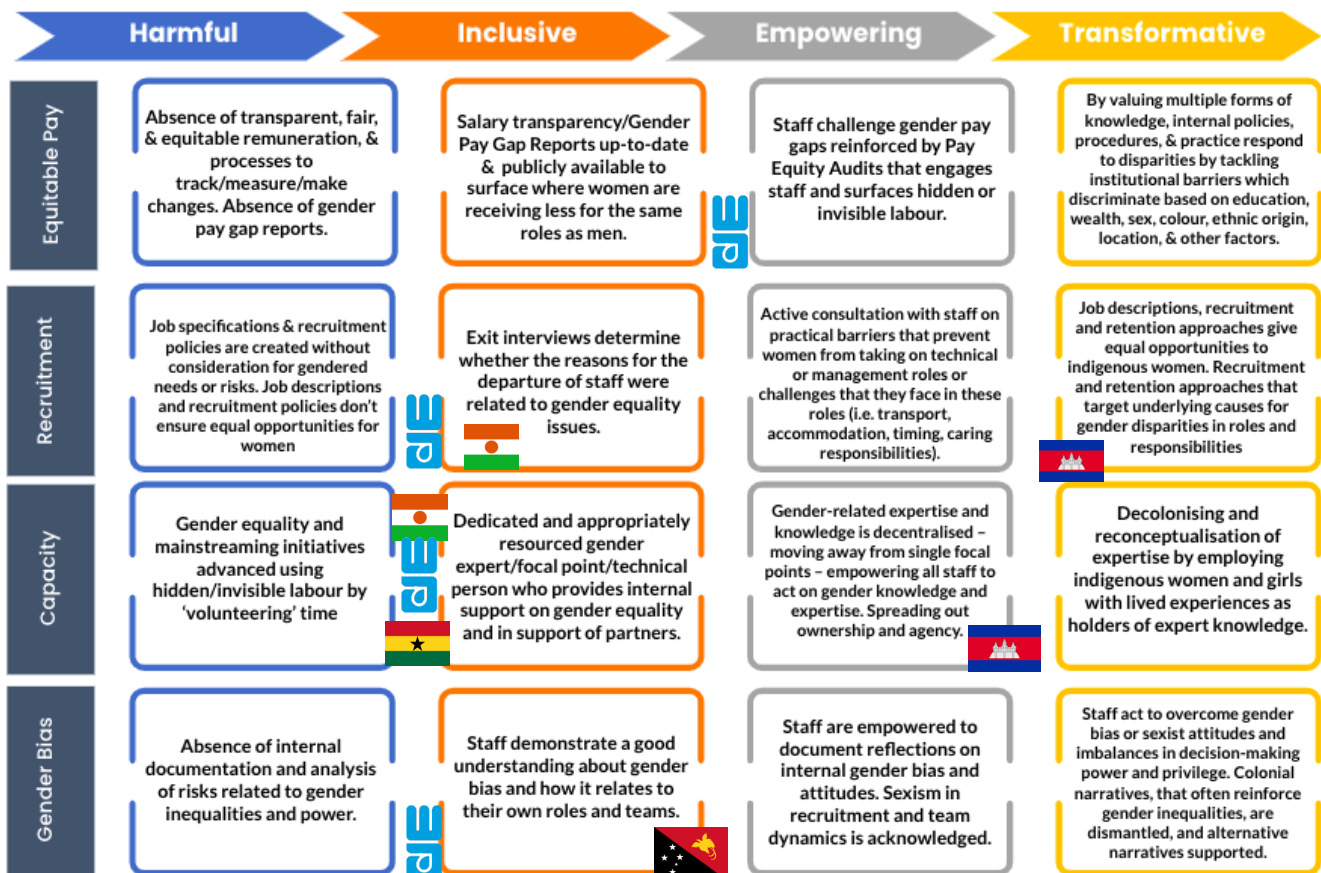 Harmful
Inclusive
Empowering
Transformative
Equitable Pay
Absence of transparent, fair,
& equitable remuneration, &
processes to
track/measure/make
changes. Absence of gender
pay gap reports.
Salary transparency/Gender
Pay Gap Reports up-to-date
& publicly available to
surface where women are
receiving less for the same
roles as men.
Staff challenge gender pay
gaps reinforced by Pay
Equity Audits that engages
staff and surfaces hidden or
invisible labour.
By valuing multiple forms of
knowledge, internal policies,
procedures, & practice respond
to disparities by tackling
institutional barriers which
discriminate based on education,
wealth, sex, colour, ethnic origin,
location, & other factors.
Recruitment
Job specifications & recruitment
policies are created without
consideration for gendered
needs or risks. Job descriptions
and recruitment policies don't
ensure equal opportunities for
women
Exit interviews determine
whether the reasons for the
departure of staff were
related to gender equality
issues.
Active consultation with staff on
practical barriers that prevent
women from taking on technical
or management roles or
challenges that they face in these
roles (i.e. transport,
accommodation, timing, caring
responsibilities).
Job descriptions, recruitment
and retention approaches give
equal opportunities to
indigenous women. Recruitment
and retention approaches that
target underlying causes for
gender disparities in roles and
responsibilities
Capacity
Gender equality and
mainstreaming initiatives
advanced using
hidden/invisible labour by
‘volunteering’ time
Dedicated and appropriately
resourced gender
expert/focal point/technical
person who provides internal
support on gender equality
and in support of partners.
Gender-related expertise and
knowledge is decentralised –
moving away from single focal
points – empowering all staff to
act on gender knowledge and
expertise. Spreading out
ownership and agency.
Decolonising and
reconceptualisation of
expertise by employing
indigenous women and girls
with lived experiences as
holders of expert knowledge.
Gender Bias
Absence of internal
documentation and analysis
of risks related to gender
inequalities and power.
Staff demonstrate a good
understanding about gender
bias and how it relates to
their own roles and teams.
Staff are empowered to
document reflections on
internal gender bias and
attitudes. Sexism in
recruitment and team
dynamics is acknowledged.
Staff act to overcome gender
bias or sexist attitudes and
imbalances in decision-making
power and privilege. Colonial
narratives, that often reinforce
gender inequalities, are
dismantled, and alternative
narratives supported.